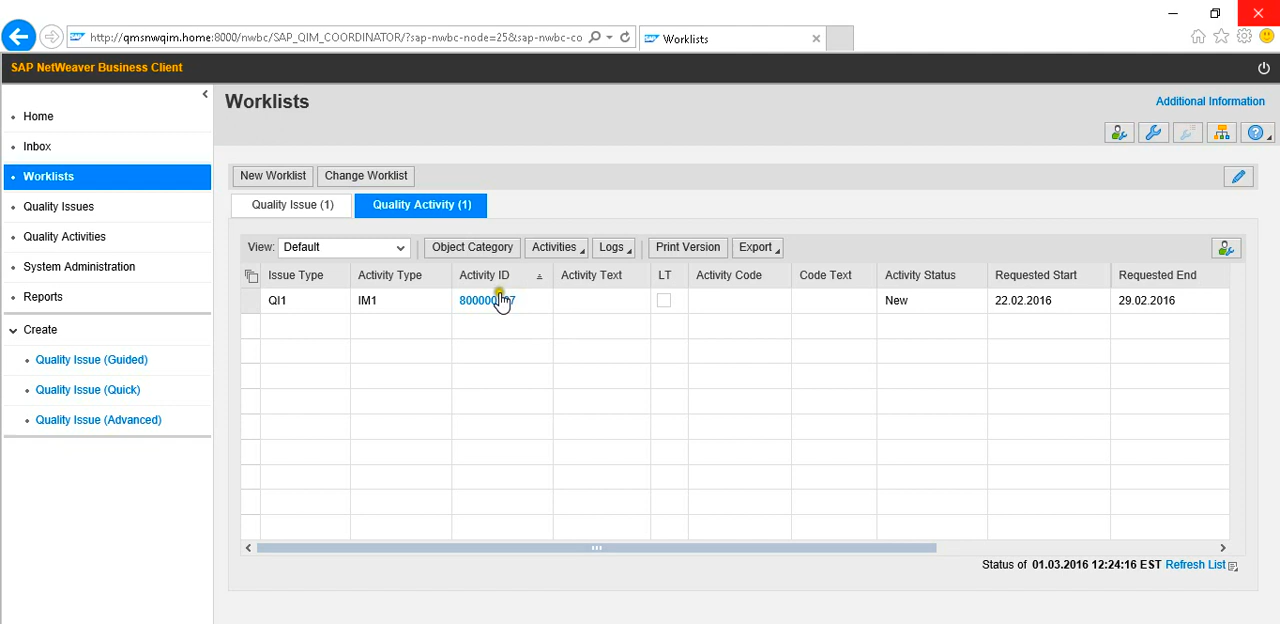 http://qmsnwqim.home:8000/nwbc/SAP_QIM_COORDINATOR/?sap-nwbc-node=25&sap-nwbc-co
Worklists
SAP NetWeaver Business Client
Home
Inbox
Worklists
Quality Issues
Quality Activities
System Administration
Reports
Create
Quality Issue (Guided)
Quality Issue (Quick)
Quality Issue (Advanced)
Worklists
Additional Information
New Worklist Change Worklist
Quality Issue (1) Quality Activity (1)
View: Default Object Category Activities Logs Print Version Export
Issue Type Activity Type Activity ID Activity Text LT Activity Code Code Text Activity Status Requested Start Requested End
QI1 IM1 New 22.02.2016 29.02.2016
Status of 01.03.2016 12:24:16 EST Refresh List